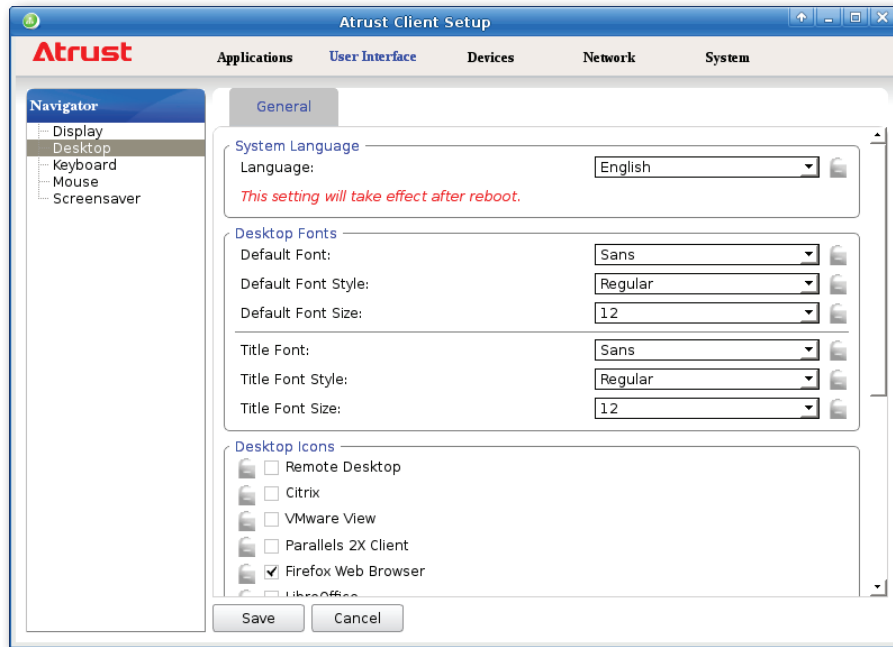 Atrust Client Setup
Atrust
Applications User Interface Devices Network System
Navigator
Display
Desktop
Keyboard
Mouse
Screensaver
General
System Language
Language: English
This setting will take effect after reboot.
Desktop Fonts
Default Font: Sans
Default Font Style: Regular
Default Font Size: 12
Title Font: Sans
Title Font Style: Regular
Title Font Size: 12
Desktop Icons
Remote Desktop
Citrix
VMware View
Parallels 2X Client
Firefox Web Browser
LibreOffice
Save Cancel